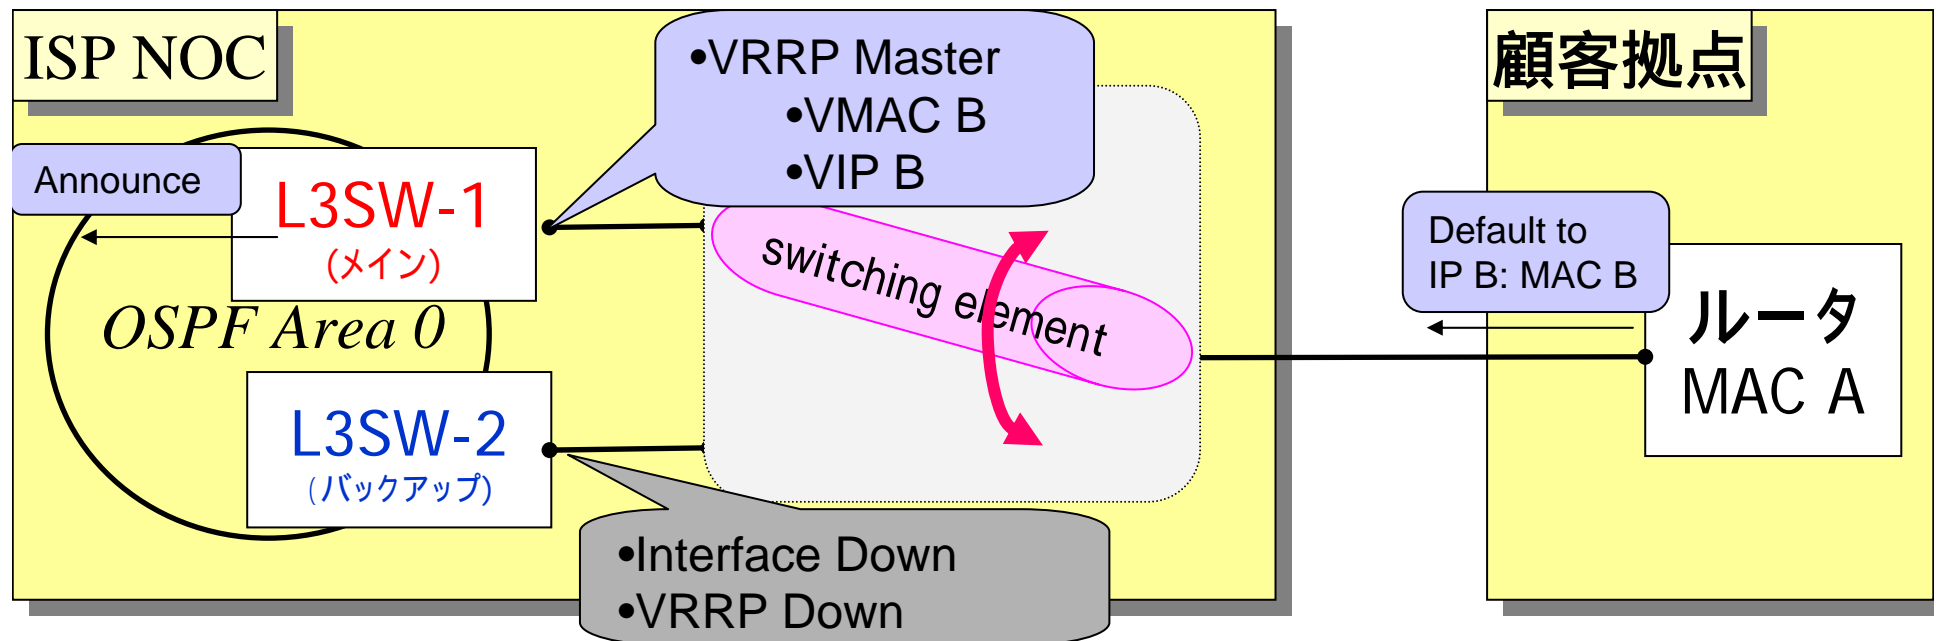 ISP NOC
•VRRP Master
•VMAC B
•VIP B
顧客拠点
Announce
L3SW-1
(メイン)
switching element
Default to
IP B: MAC B
OSPF Area 0
ルータ
MAC A
L3SW-2
(バックアップ)
•Interface Down
•VRRP Down